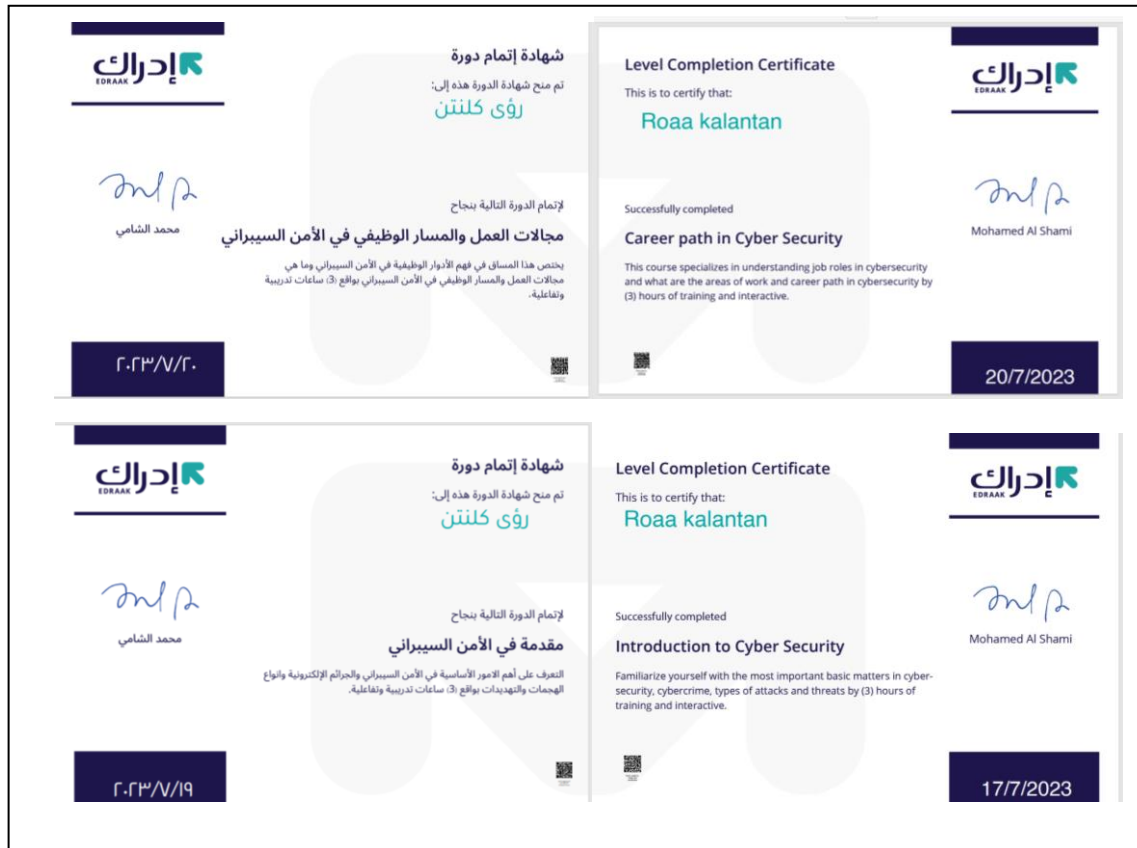 إدراك
EDRAAK
شهادة إتمام دورة
تم منح شهادة الدورة هذه إلى:
رؤى كلنتن
لإتمام الدورة التالية بنجاح
مجالات العمل والمسار الوظيفي في الأمن السيبراني
يختص هذا المساق في فهم الأدوار الوظيفية في الأمن السيبراني وما هي
مجالات العمل والمسار الوظيفي في الأمن السيبراني بواقع (3) ساعات تدريبية
وتفاعلية.
محمد الشامي
٢٠٢٣/٧/٢٠
Level Completion Certificate
This is to certify that:
Roaa kalantan
Successfully completed
Career path in Cyber Security
This course specializes in understanding job roles in cybersecurity
and what are the areas of work and career path in cybersecurity by
(3) hours of training and interactive.
إدراك
EDRAAK
Mohamed Al Shami
20/7/2023
إدراك
EDRAAK
شهادة إتمام دورة
تم منح شهادة الدورة هذه إلى:
رؤى كلنتن
لإتمام الدورة التالية بنجاح
مقدمة في الأمن السيبراني
التعرف على أهم الامور الأساسية في الأمن السيبراني والجرائم الإلكترونية وانواع
الهجمات والتهديدات بواقع (3) ساعات تدريبية وتفاعلية.
محمد الشامي
٢٠٢٣/٧/١٩
Level Completion Certificate
This is to certify that:
Roaa kalantan
Successfully completed
Introduction to Cyber Security
Familiarize yourself with the most important basic matters in cyber-
security, cybercrime, types of attacks and threats by (3) hours of
training and interactive.
إدراك
EDRAAK
Mohamed Al Shami
17/7/2023